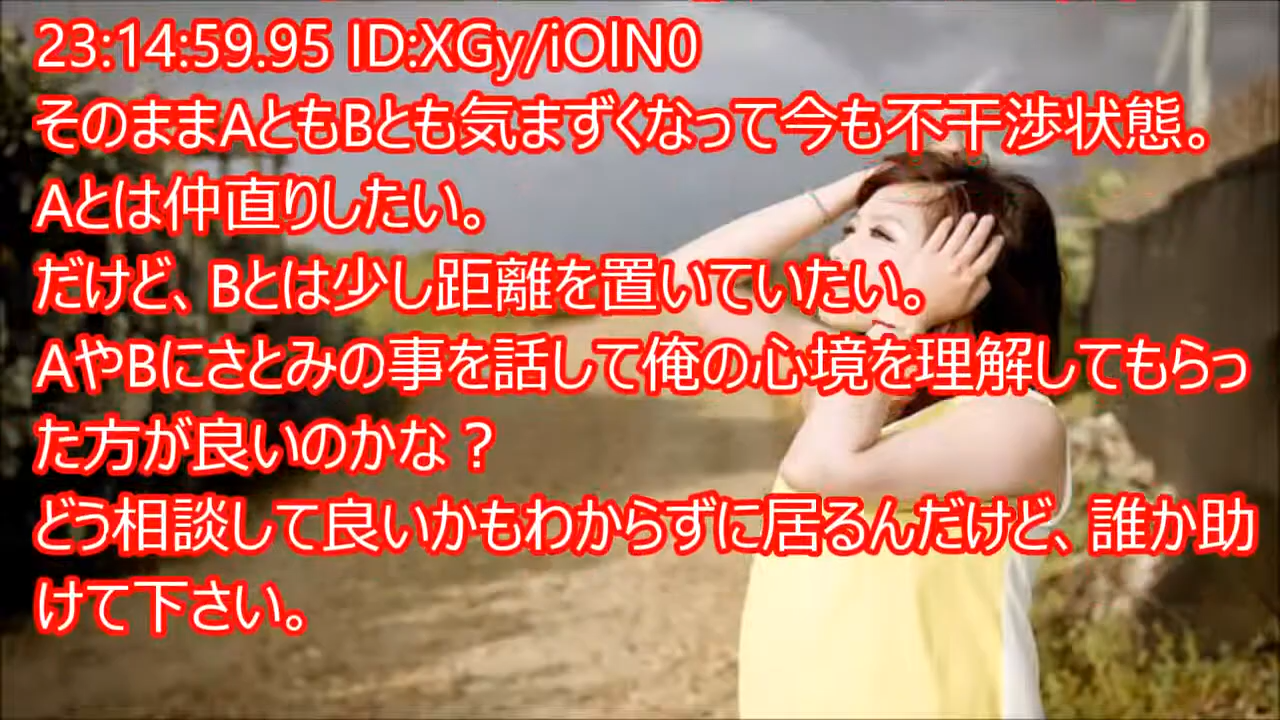 23:14:59.95 ID:XGy/iOlN0
そのままAともBとも気まずくなって今も不干渉状態。
Aとは仲直りしたい。
だけど、Bとは少し距離を置いていたい。
AやBにさとみの事を話して俺の心境を理解してもらっ
た方が良いのかな？
どう相談して良いかもわからずに居るんだけど、誰か助
けて下さい。